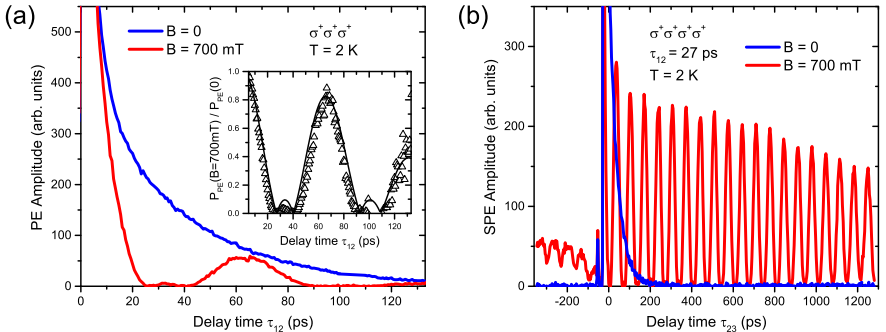 (a)
PE Amplitude (arb. units)
550
500
400
300
200
100
0
B = 0
B = 700 mT
σ⁺σ⁺σ⁺
T = 2 K
P_PE(B=700mT) / P_PE(0)
1.0
0.8
0.6
0.4
0.2
0.0
20 40 60 80 100 120
Delay time τ₁₂ (ps)
0 20 40 60 80 100 120
Delay time τ₁₂ (ps)
(b)
SPE Amplitude (arb. units)
300
200
100
0
σ⁺σ⁺σ⁺σ⁺
τ₁₂ = 27 ps
T = 2 K
B = 0
B = 700 mT
-200 0 200 400 600 800 1000 1200
Delay time τ₂₃ (ps)